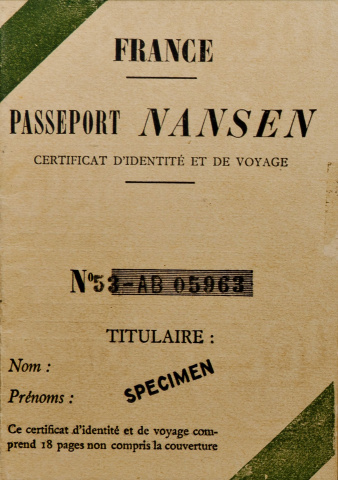 FRANCE
PASSEPORT NANSEN
CERTIFICAT D'IDENTITÉ ET DE VOYAGE
Nº53-AB 05963
TITULAIRE :
Nom :
SPECIMEN
Prénoms :
Ce certificat d'identité et de voyage com-
prend 18 pages non compris la couverture